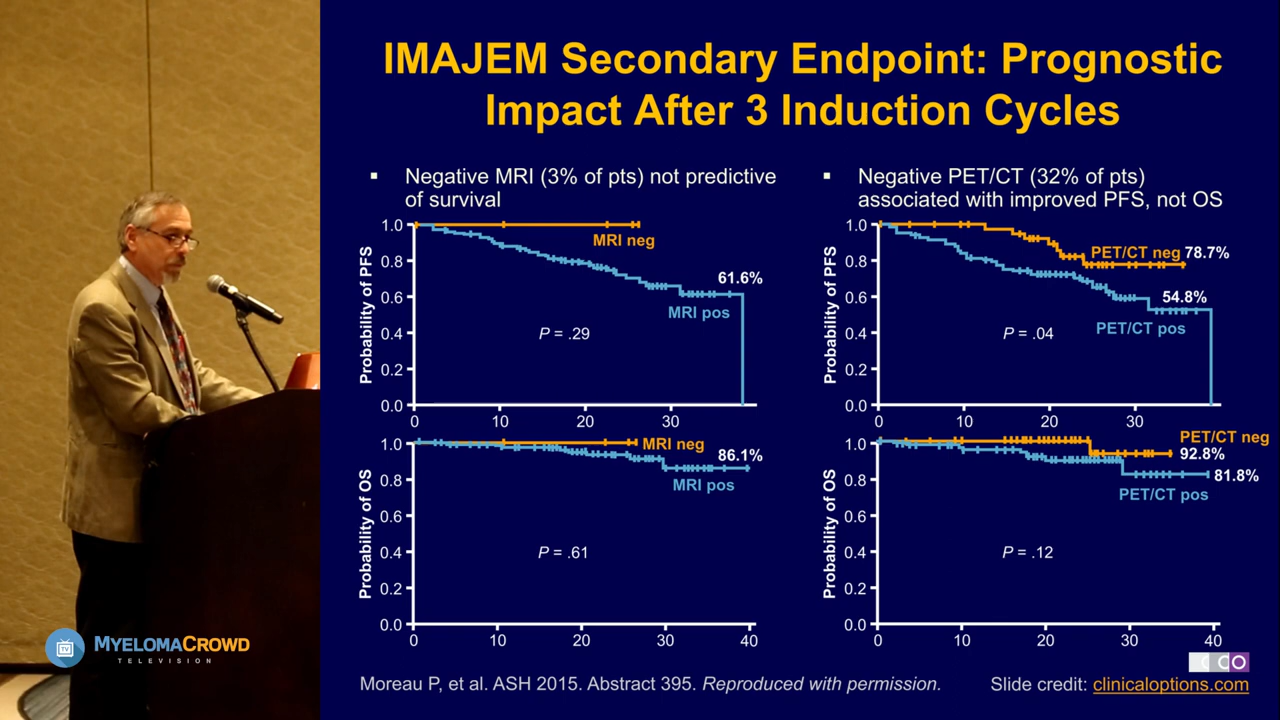 IMAJEM Secondary Endpoint: Prognostic
Impact After 3 Induction Cycles
▪ Negative MRI (3% of pts) not predictive
of survival
1.0
0.8
0.6
0.4
0.2
0.0
Probability of PFS
MRI neg
61.6%
MRI pos
P = .29
0 10 20 30
1.0
0.8
0.6
0.4
0.2
0.0
Probability of OS
MRI neg
86.1%
MRI pos
P = .61
0 10 20 30 40
▪ Negative PET/CT (32% of pts)
associated with improved PFS, not OS
1.0
0.8
0.6
0.4
0.2
0.0
Probability of PFS
PET/CT neg 78.7%
54.8%
PET/CT pos
P = .04
0 10 20 30
1.0
0.8
0.6
0.4
0.2
0.0
Probability of OS
PET/CT neg
92.8%
81.8%
PET/CT pos
P = .12
0 10 20 30 40
CCO
Moreau P, et al. ASH 2015. Abstract 395. Reproduced with permission.
Slide credit: clinicaloptions.com
TV
MYELOMACROWD
TELEVISION